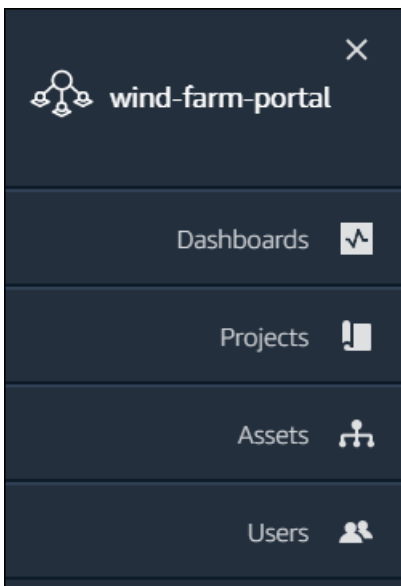 wind-farm-portal
Dashboards
Projects
Assets
Users